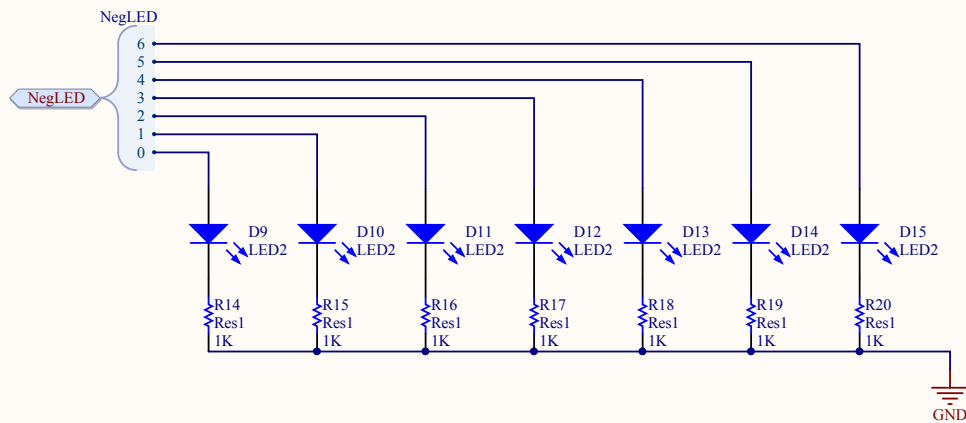 NegLED
6
5
4
3
2
1
0
NegLED
D9
LED2
D10
LED2
D11
LED2
D12
LED2
D13
LED2
D14
LED2
D15
LED2
R14
Res1
1K
R15
Res1
1K
R16
Res1
1K
R17
Res1
1K
R18
Res1
1K
R19
Res1
1K
R20
Res1
1K
GND